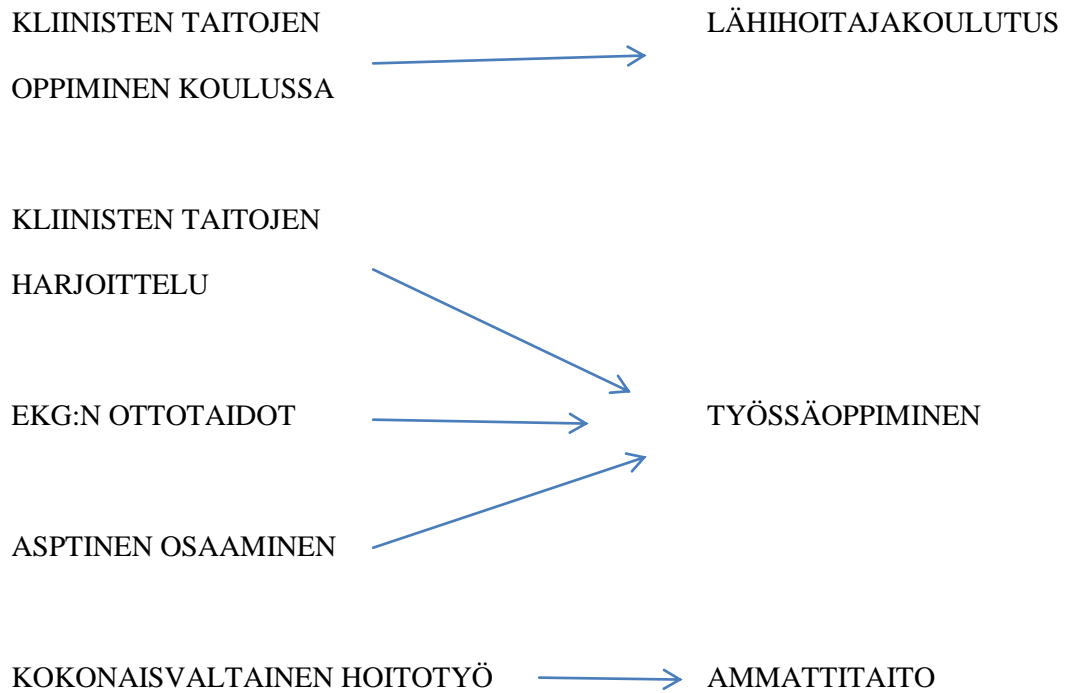 KLIINISTEN TAITOJEN
OPPIMINEN KOULUSSA
LÄHIHOITAJAKOULUTUS
KLIINISTEN TAITOJEN
HARJOITTELU
EKG:N OTTOTAIDOT
TYÖSSÄOPPIMINEN
ASPTINEN OSAAMINEN
KOKONAISVALTAINEN HOITOTYÖ
AMMATTITAITO